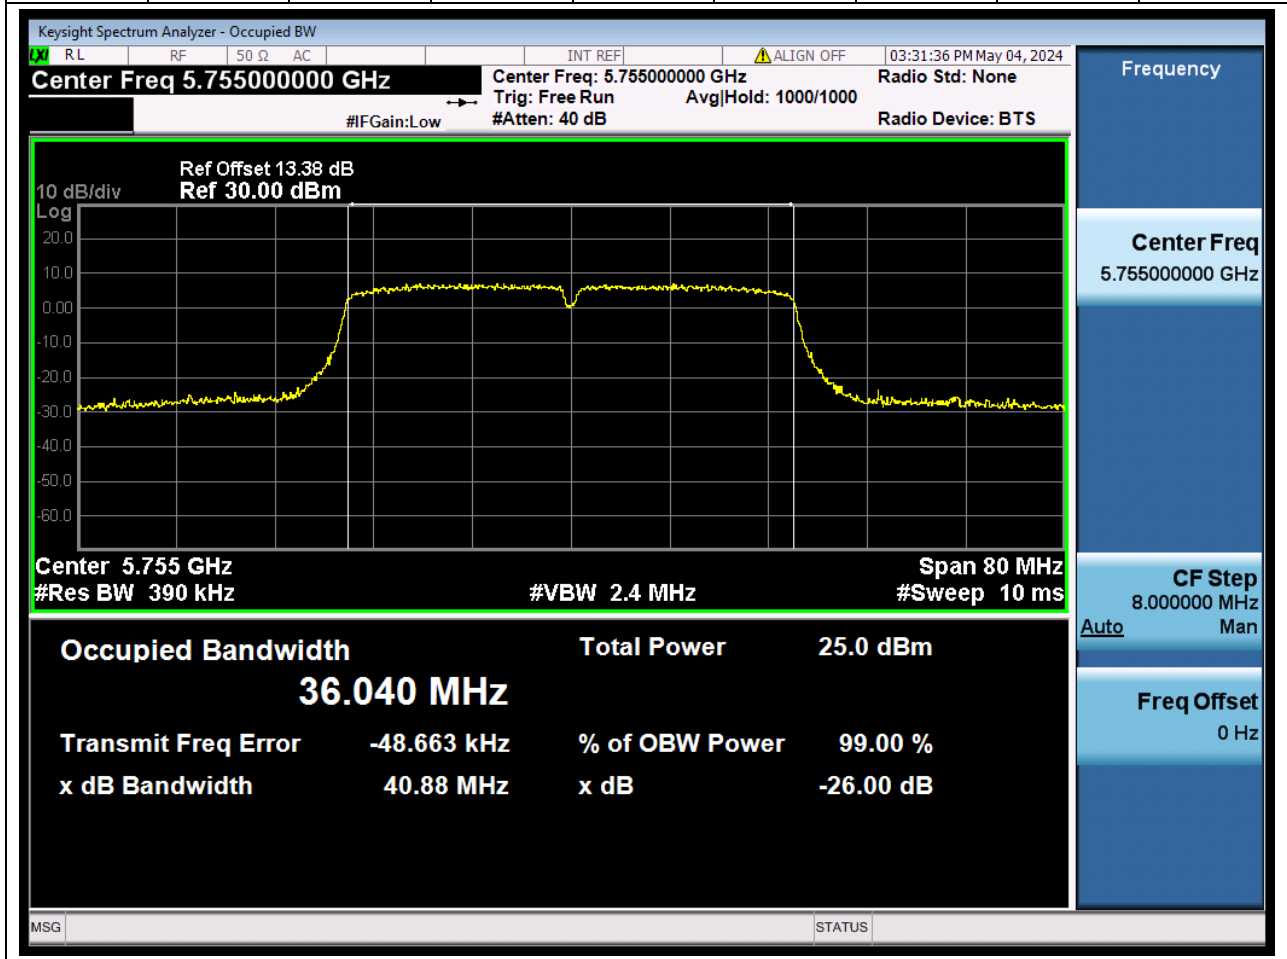 Keysight Spectrum Analyzer - Occupied BW
LXI RL RF 50 Ω AC INT REF ALIGN OFF 03:31:36 PM May 04, 2024
Center Freq 5.755000000 GHz
Center Freq: 5.755000000 GHz
Radio Std: None
Trig: Free Run Avg|Hold: 1000/1000
#IFGain:Low
#Atten: 40 dB
Radio Device: BTS
Ref Offset 13.38 dB
10 dB/div Ref 30.00 dBm
Log
20.0
10.0
0.00
-10.0
-20.0
-30.0
-40.0
-50.0
-60.0
Center 5.755 GHz Span 80 MHz
#Res BW 390 kHz #VBW 2.4 MHz #Sweep 10 ms
Occupied Bandwidth Total Power 25.0 dBm
36.040 MHz
Transmit Freq Error -48.663 kHz % of OBW Power 99.00 %
x dB Bandwidth 40.88 MHz x dB -26.00 dB
MSG STATUS
Frequency
Center Freq
5.755000000 GHz
CF Step
8.000000 MHz
Auto Man
Freq Offset
0 Hz